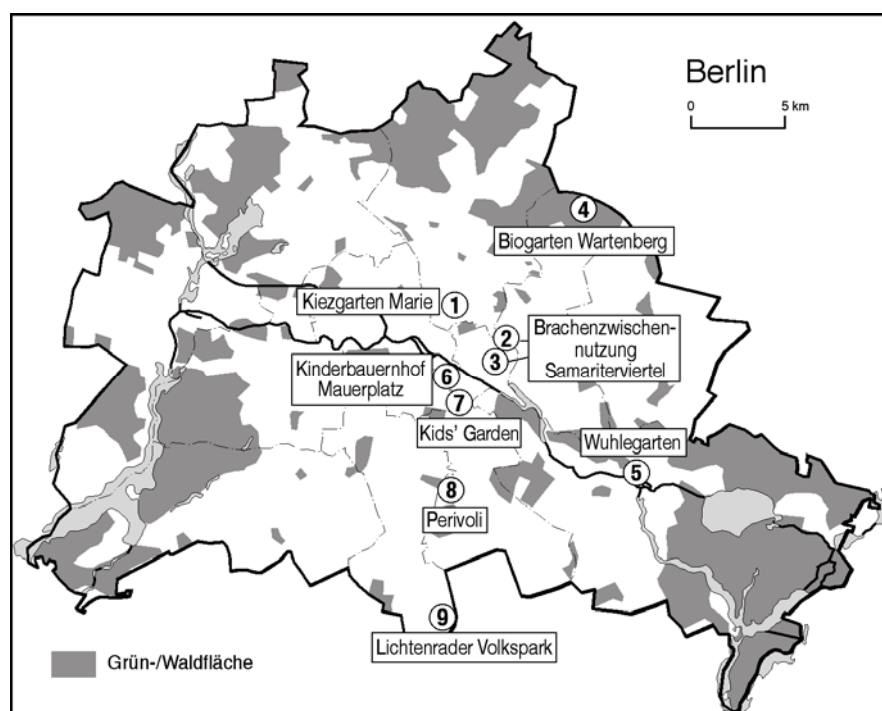 Berlin
0 5 km
4
Biogarten Wartenberg
Kiezgarten Marie 1
2
3
Brachenzwischen-
nutzung
Samariterviertel
Kinderbauernhof
Mauerplatz
6
7
Kids' Garden
Wuhlegarten
5
8
Perivoli
9
Lichtenrader Volkspark
Grün-/Waldfläche